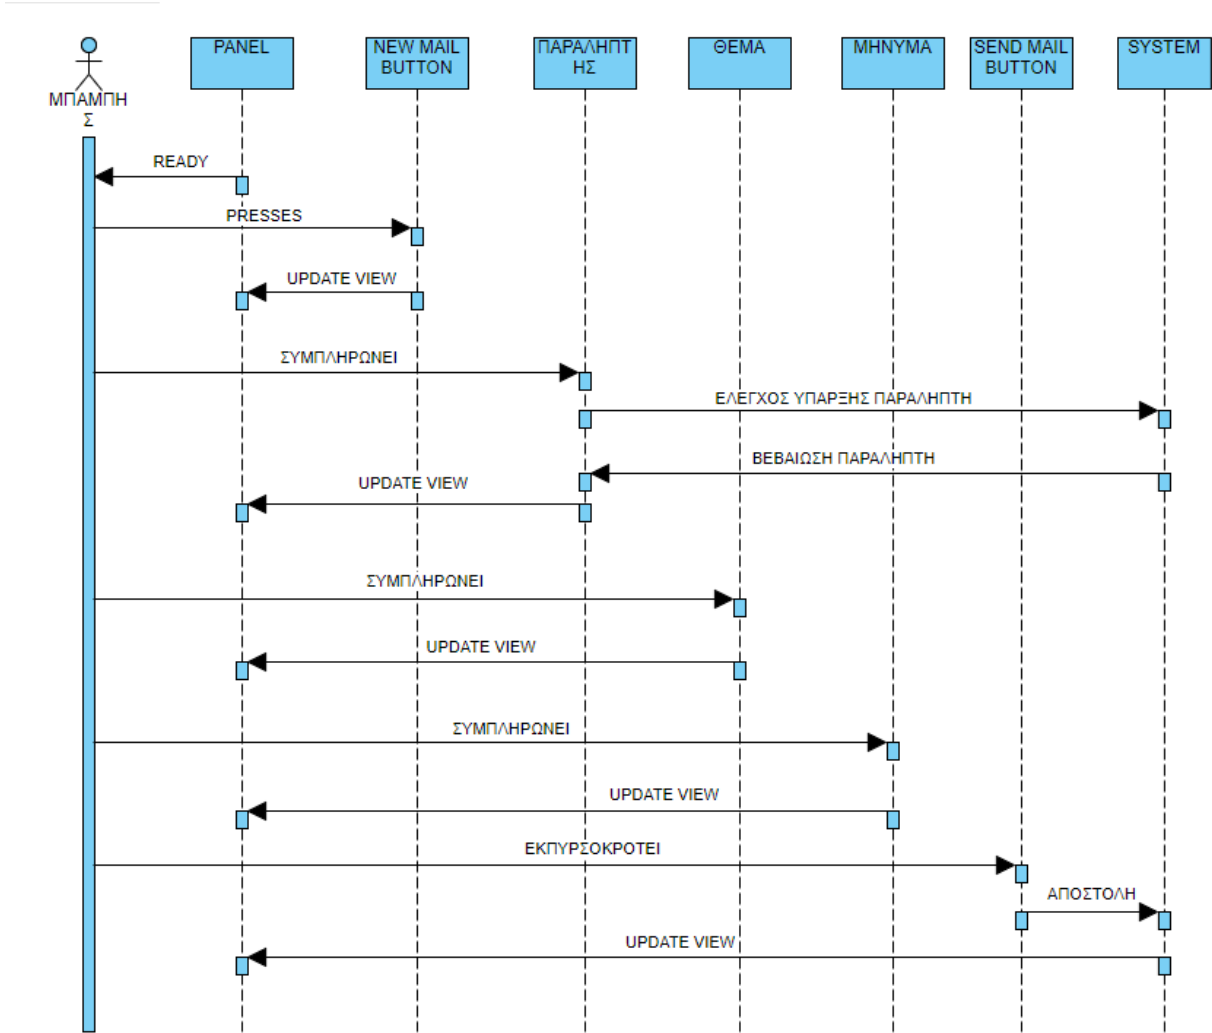 PANEL
NEW MAIL
BUTTON
ΠΑΡΑΛΗΠΤ
ΗΣ
ΘΕΜΑ
ΜΗΝΥΜΑ
SEND MAIL
BUTTON
SYSTEM
ΜΠΑΜΠΗ
Σ
READY
PRESSES
UPDATE VIEW
ΣΥΜΠΛΗΡΩΝΕΙ
ΕΛΕΓΧΟΣ ΥΠΑΡΞΗΣ ΠΑΡΑΛΗΠΤΗ
ΒΕΒΑΙΩΣΗ ΠΑΡΑΛΗΠΤΗ
UPDATE VIEW
ΣΥΜΠΛΗΡΩΝΕΙ
UPDATE VIEW
ΣΥΜΠΛΗΡΩΝΕΙ
UPDATE VIEW
ΕΚΠΥΡΣΟΚΡΟΤΕΙ
ΑΠΟΣΤΟΛΗ
UPDATE VIEW